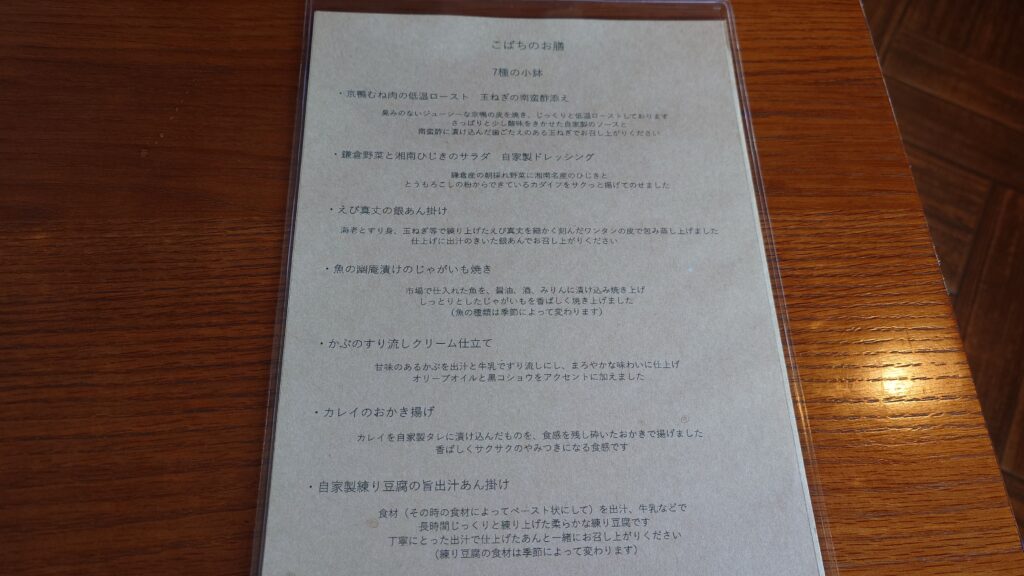 こばちのお膳
7種の小鉢
・京鴨むね肉の低温ロースト 玉ねぎの南蛮酢添え
臭みのないジューシーな京鴨の皮を焼き、じっくりと低温ローストしております
さっぱりと少し酸味をきかせた自家製のソースと
南蛮酢に漬け込んだ歯ごたえのある玉ねぎでお召し上がりください
・鎌倉野菜と湘南ひじきのサラダ 自家製ドレッシング
鎌倉産の朝採れ野菜に湘南名産のひじきと
とうもろこしの粉からできているカダイフをサクっと揚げてのせました
・えび真丈の銀あん掛け
海老とすり身、玉ねぎ等で練り上げたえび真丈を細かく刻んだワンタンの皮で包み蒸し上げました
仕上げに出汁のきいた銀あんでお召し上がりください
・魚の幽庵漬けのじゃがいも焼き
市場で仕入れた魚を、醤油、酒、みりんに漬け込み焼き上げ
しっとりとしたじゃがいもを香ばしく焼き上げました
(魚の種類は季節によって変わります)
・かぶのすり流しクリーム仕立て
甘味のあるかぶを出汁と牛乳ですり流しにし、まろやかな味わいに仕上げ
オリーブオイルと黒コショウをアクセントに加えました
・カレイのおかき揚げ
カレイを自家製タレに漬け込んだものを、食感を残し砕いたおかきで揚げました
香ばしくサクサクのやみつきになる食感です
・自家製練り豆腐の旨出汁あん掛け
食材(その時の食材によってペースト状にして)を出汁、牛乳などで
長時間じっくりと練り上げた柔らかな練り豆腐です
丁寧にとった出汁で仕上げたあんと一緒にお召し上がりください
(練り豆腐の食材は季節によって変わります)